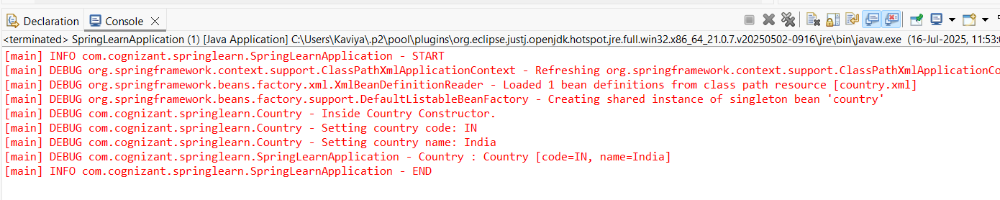 Declaration Console
<terminated> SpringLearnApplication (1) [Java Application] C:\Users\Kaviya\.p2\pool\plugins\org.eclipse.justj.openjdk.hotspot.jre.full.win32.x86_64_21.0.7.v20250502-0916\jre\bin\javaw.exe (16-Jul-2025, 11:53:
[main] INFO com.cognizant.springlearn.SpringLearnApplication - START
[main] DEBUG org.springframework.context.support.ClassPathXmlApplicationContext - Refreshing org.springframework.context.support.ClassPathXmlApplicationCo
[main] DEBUG org.springframework.beans.factory.xml.XmlBeanDefinitionReader - Loaded 1 bean definitions from class path resource [country.xml]
[main] DEBUG org.springframework.beans.factory.support.DefaultListableBeanFactory - Creating shared instance of singleton bean 'country'
[main] DEBUG com.cognizant.springlearn.Country - Inside Country Constructor.
[main] DEBUG com.cognizant.springlearn.Country - Setting country code: IN
[main] DEBUG com.cognizant.springlearn.Country - Setting country name: India
[main] DEBUG com.cognizant.springlearn.SpringLearnApplication - Country : Country [code=IN, name=India]
[main] INFO com.cognizant.springlearn.SpringLearnApplication - END